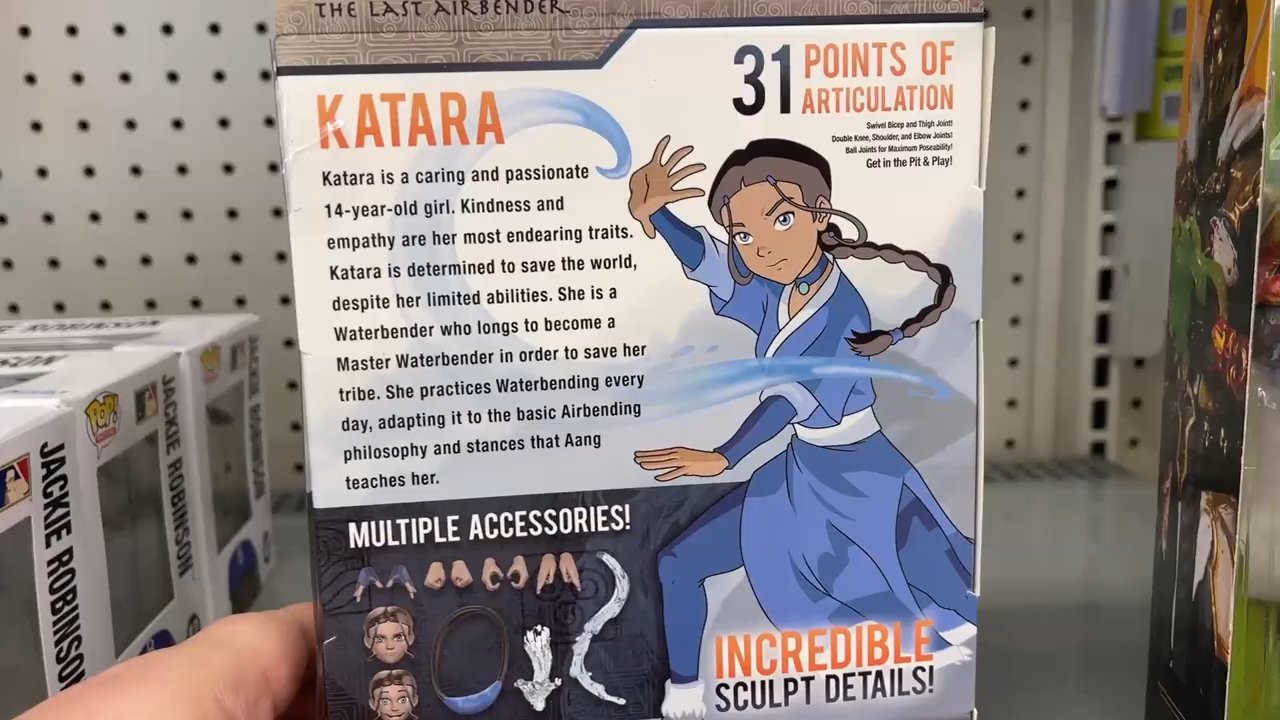 THE LAST AIRBENDER
KATARA
Katara is a caring and passionate
14-year-old girl. Kindness and
empathy are her most endearing traits.
Katara is determined to save the world,
despite her limited abilities. She is a
Waterbender who longs to become a
Master Waterbender in order to save her
tribe. She practices Waterbending every
day, adapting it to the basic Airbending
philosophy and stances that Aang
teaches her.
31 POINTS OF
ARTICULATION
Swivel Bicep and Thigh Joint!
Double Knee, Shoulder, and Elbow Joints!
Ball Joints for Maximum Poseability!
Get in the Pit & Play!
MULTIPLE ACCESSORIES!
INCREDIBLE
SCULPT DETAILS!
JACKIE ROBINSON
POP!
JACKIE ROBINSON
JACKIE ROBINSON